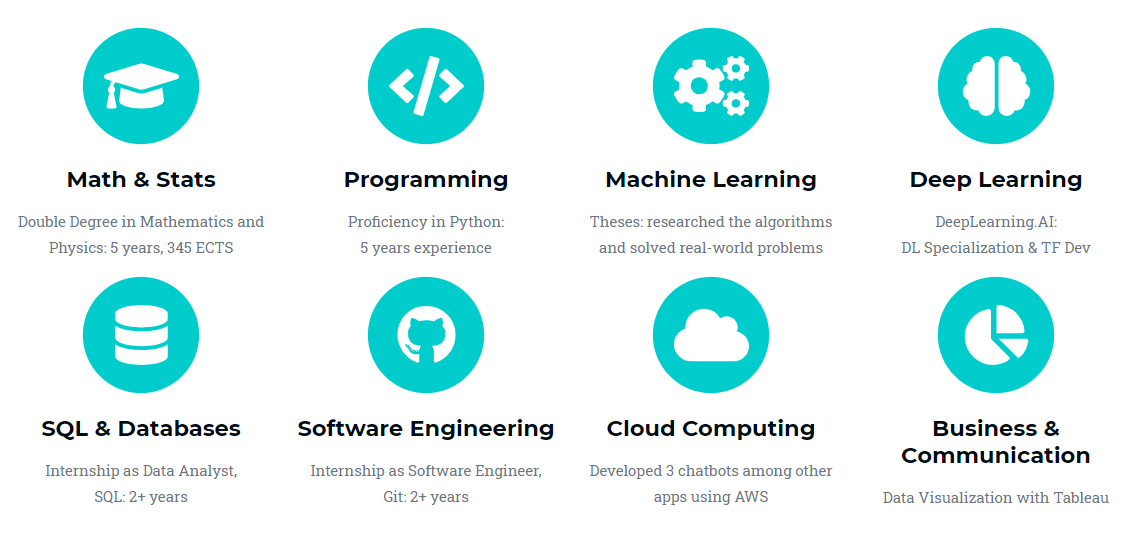 Math & Stats
Double Degree in Mathematics and
Physics: 5 years, 345 ECTS
Programming
Proficiency in Python:
5 years experience
Machine Learning
Theses: researched the algorithms
and solved real-world problems
Deep Learning
DeepLearning.AI:
DL Specialization & TF Dev
SQL & Databases
Internship as Data Analyst,
SQL: 2+ years
Software Engineering
Internship as Software Engineer,
Git: 2+ years
Cloud Computing
Developed 3 chatbots among other
apps using AWS
Business &
Communication
Data Visualization with Tableau